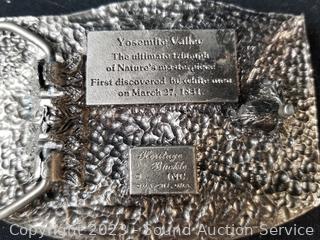 Yosemite Valley
The ultimate triumph
of Nature's masterpiece
First discovered by white men
on March 27, 1851.
Heritage
Buckle
Copyright 2023 - Sound Auction Service